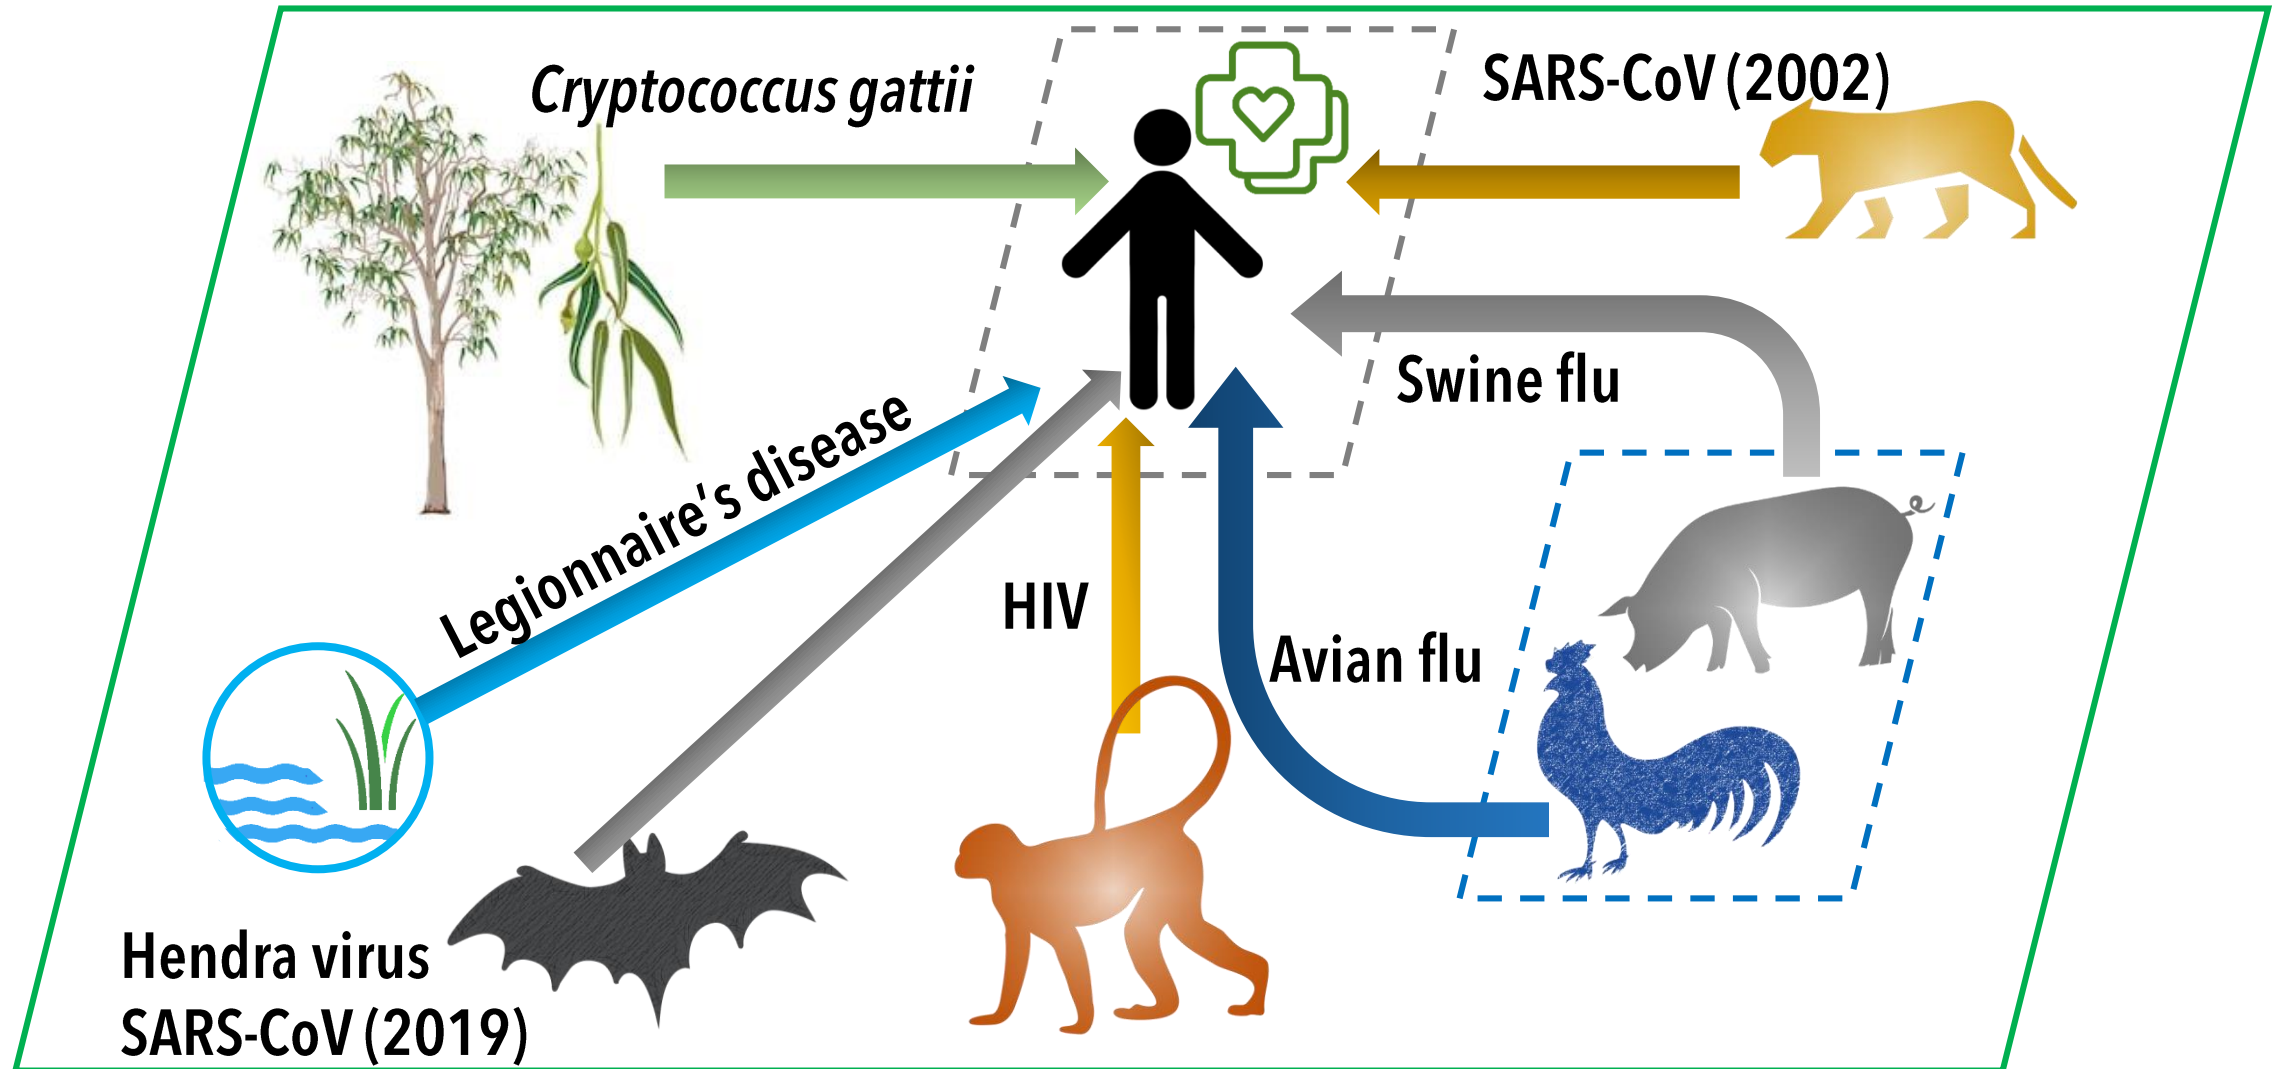 Cryptococcus gattii
SARS-CoV (2002)
Swine flu
Legionnaire's disease
HIV
Avian flu
Hendra virus
SARS-CoV (2019)